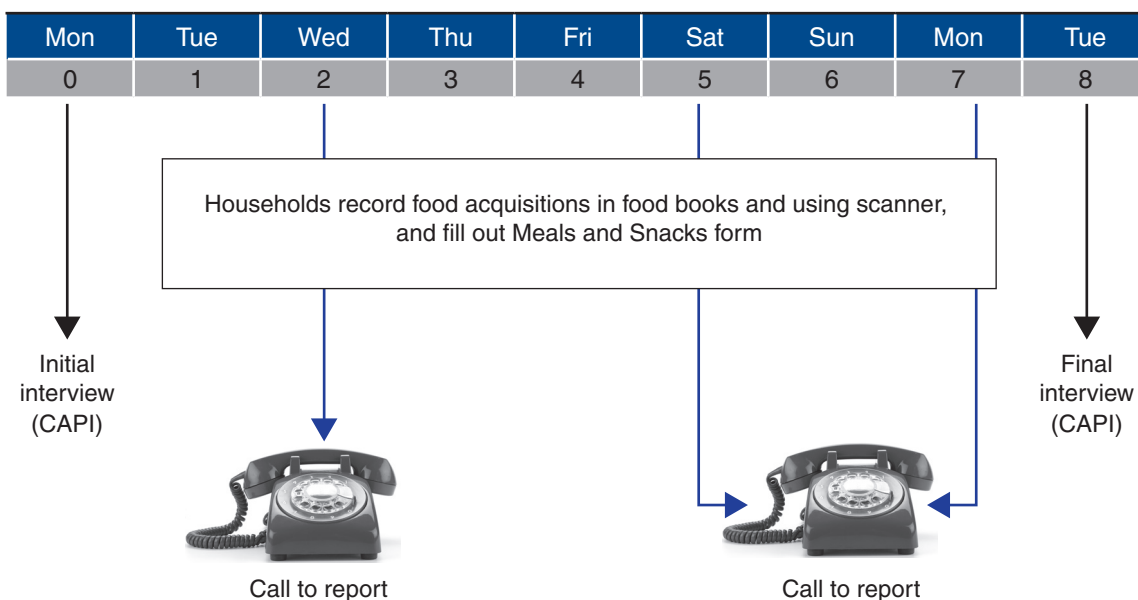 Mon Tue Wed Thu Fri Sat Sun Mon Tue
0 1 2 3 4 5 6 7 8
Households record food acquisitions in food books and using scanner,
and fill out Meals and Snacks form
Initial
interview
(CAPI)
Final
interview
(CAPI)
Call to report
Call to report